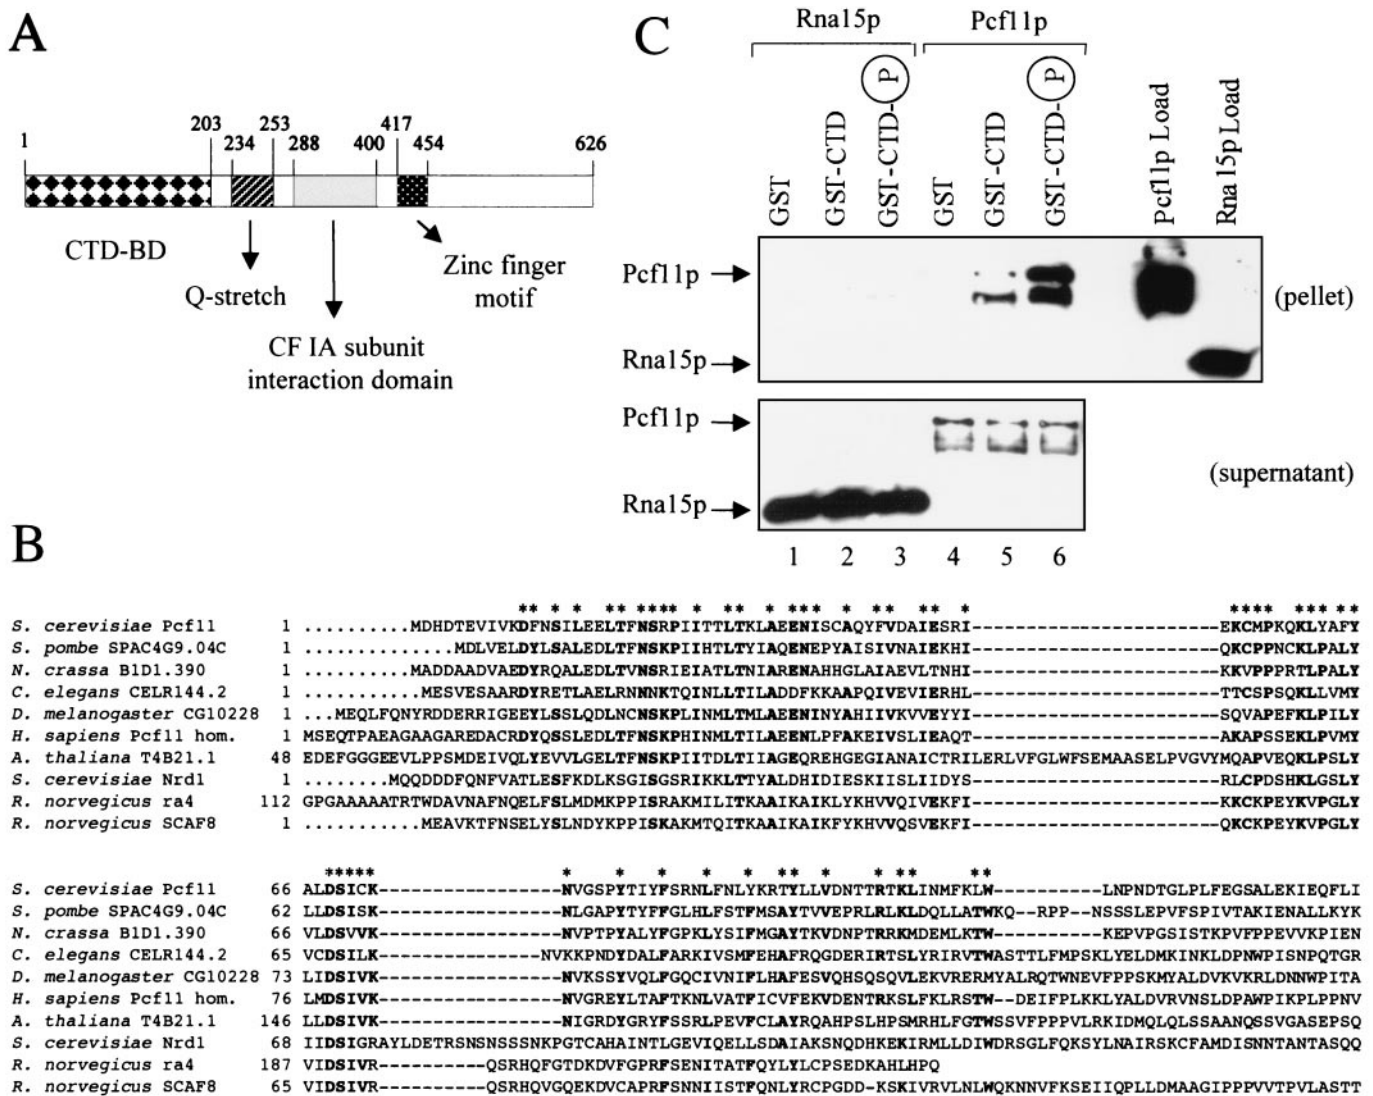 A
1 203 234 253 288 400 417 454 626
CTD-BD
Q-stretch
CF IA subunit
interaction domain
Zinc finger
motif
C
Rna15p Pcf11p
GST
GST-CTD
GST-CTD-P
GST
GST-CTD
GST-CTD-P
Pcf11p Load
Rna15p Load
Pcf11p
(pellet)
Rna15p
Pcf11p
(supernatant)
Rna15p
1 2 3 4 5 6
B
S. cerevisiae Pcf11 1 ..........MDHDTEVIVKDFNSILEELTFNSRPIITTLTKLAEENISCAQYFVDAIESRI------------------------EKCMPKQKLYAFY
S. pombe SPAC4G9.04C 1 ..............MDLVELDYLSALEDLTFNSKPIIHTLTYIAQENEPYAISIVNAIEKHI------------------------QKCPPNCKLPALY
N. crassa B1D1.390 1 ..........MADDAADVAEDYRQALEDLTVNSRIEIATLTNIARENAHHGLAIAEVLTNHI------------------------KKVPPPRTLPALY
C. elegans CELR144.2 1 ...........MESVESAARDYRETLAELRNNNKTQINLLTILADDFKKAAPQIVEVIERHL------------------------TTCSPSQKLLVMY
D. melanogaster CG10228 1 ...MEQLFQNYRDDERRIGEEYLSSLQDLNCNSKPLINMLTMLAEENINYAHIIVKVVEYYI------------------------SQVAPEFKLPILY
H. sapiens Pcf11 hom. 1 MSEQTPAEAGAAGAREDACRDYQSSLEDLTFNSKPHINMLTILAENLPFAKEIVSLIEAQT------------------------AKAPSSEKLPVMY
A. thaliana T4B21.1 48 EDEFGGGEEVLPPSMDEIVQLYEVVLGELTFNSKPIITDLTIIAGEQREHGEGIANAICTRILERLVFGLWFSEMAASELPVGVYMQAPVEQKLPSLY
S. cerevisiae Nrd1 1 ........MQQDDDFQNFVATLESFKDLKSGISGSRIKKLTTYALDHIDIESKIISLIIDYS------------------------RLCPDSHKLGSLY
R. norvegicus ra4 112 GPGAAAAATRTWDAVNAFNQELFSLMDMKPPISRAKMILITKAAIKAIKLYKHVVQIVEKFI------------------------KKCKPEYKVPGLY
R. norvegicus SCAF8 1 ...........MEAVKTFNSELYSLNDYKPPISKAKMTQITKAAIKAIKFYKHVVQSVEKFI------------------------QKCKPEYKVPGLY
S. cerevisiae Pcf11 66 ALDSICK-----------------NVGSPYTIYFSRNLFNLYKRTYLLVDNTTRTKLINMFKLW----------LNPNDTGLPLFEGSALEKIEQFLI
S. pombe SPAC4G9.04C 62 LLDSISK-----------------NLGAPYTYFFGLHLFSTFMSAYTVVEPRLRLKLDQLLATWKQ--RPP--NSSSLEPVFSPIVTAKIENALLKYK
N. crassa B1D1.390 66 VLDSVVK-----------------NVPTPYALYFGPKLYSIFMGAYTKVDNPTRRKMDEMLKTW----------KEPVPGSISTKPVFPPEVVKPIEN
C. elegans CELR144.2 65 VCDSILK---------------NVKKPNYDALFARKIVSMFEHAFRQGDERIRTSLYRIRVTWASTTLFMPSKLYELDMKINKLDPNWPISNPQTGR
D. melanogaster CG10228 73 LIDSIVK-----------------NVKSSYVQLFGQCIVNIFLHAFESVQHSQSQVLEKVRERMYALRQTWNEVFPPSKMYALDVKVKRLDNNWPITA
H. sapiens Pcf11 hom. 76 LMDSIVK-----------------NVGREYLTAFTKNLVATFICVFEKVDENTRKSLFKLRSTW--DEIFPLKKLYALDVRVNSLDPAWPIKPLPPNV
A. thaliana T4B21.1 146 LLDSIVK-----------------NIGRDYGRYFSSRLPEVFCLAYRQAHPSLHPSMRHLFGTWSSVFPPPVLRKIDMQLQLSSAANQSSVGASEPSQ
S. cerevisiae Nrd1 68 IIDSIGRAYLDETRSNSNSSSNKPGTCAHAINTLGEVIQELLSDAIAKSNQDHKEKIRMLLDIWDRSGLFQKSYLNAIRSKCFAMDISNNTANTASQQ
R. norvegicus ra4 187 VIDSIVR----------QSRHQFGTDKDVFGPRFSNNIISTATFQYLYLCPSEDKAHLHPQ
R. norvegicus SCAF8 65 VIDSIVR----------QSRHQVGQEKDVCAPRFSNNIISTFQNLYRCPGDD-KSKIVRVLNLWQKNNVFKSEIIQPLLDMAAGIPPPVVTPVLASTT